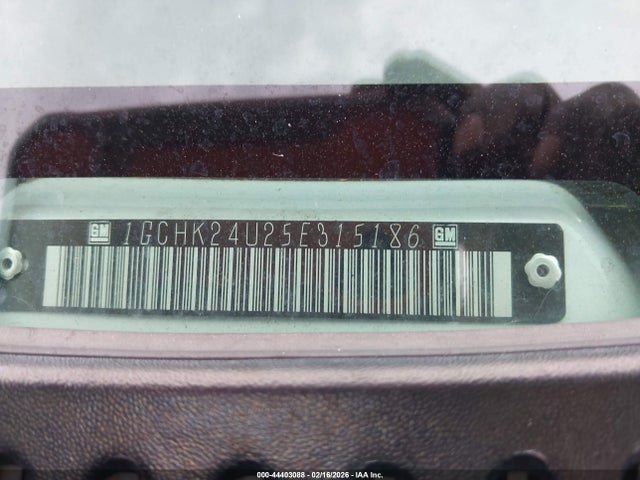 GM 1GCHK24U25E315186 GM
000-44403088 - 02/16/2026 - IAA Inc.